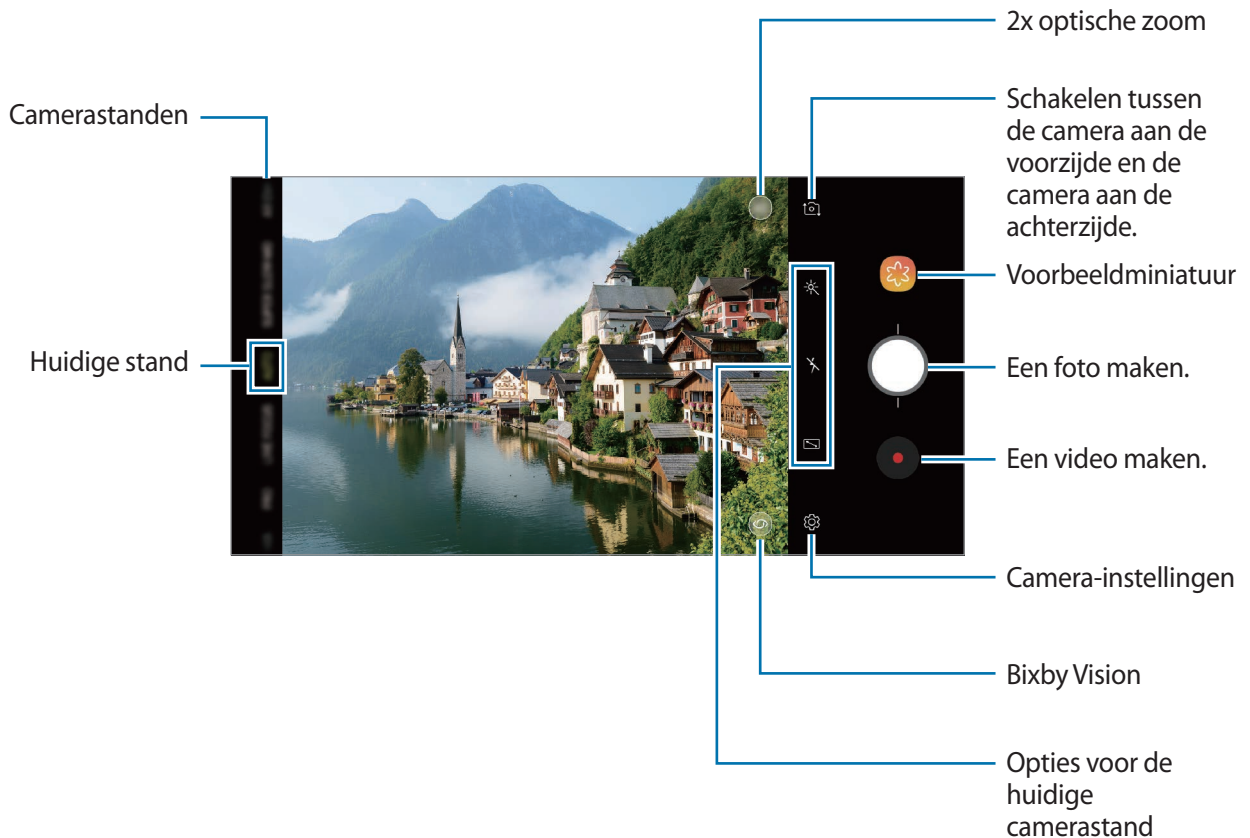 2x optische zoom
Camerastanden
Schakelen tussen
de camera aan de
voorzijde en de
camera aan de
achterzijde.
Voorbeeldminiatuur
Huidige stand
Een foto maken.
Een video maken.
Camera-instellingen
Bixby Vision
Opties voor de
huidige
camerastand